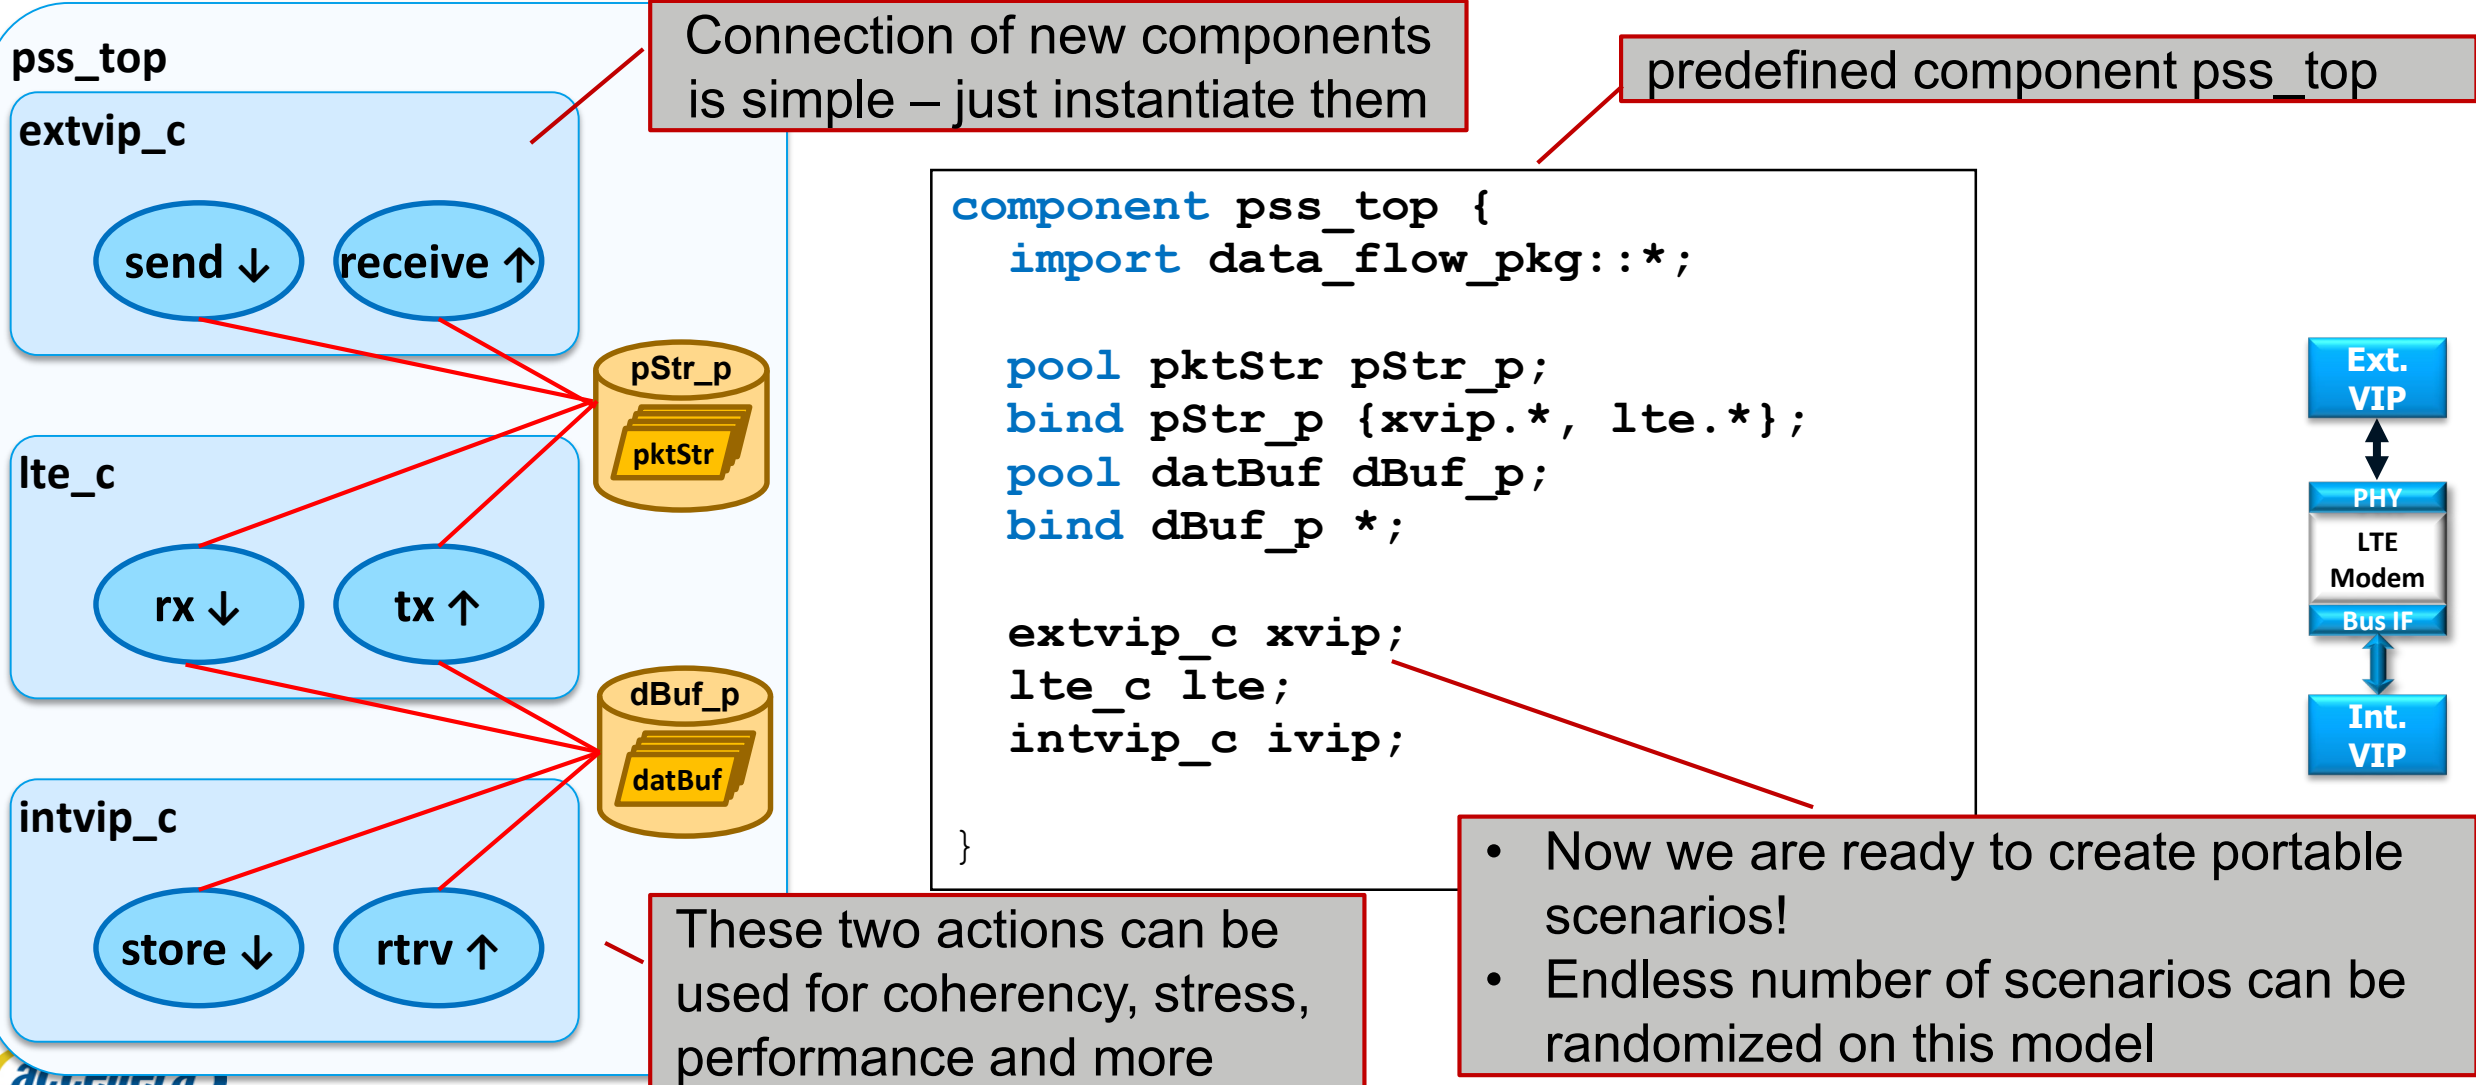 pss_top
extvip_c
send ↓
receive ↑
lte_c
rx ↓
tx ↑
intvip_c
store ↓
rtrv ↑
pStr_p
pktStr
dBuf_p
datBuf
Connection of new components
is simple – just instantiate them
predefined component pss_top
component pss_top {
import data_flow_pkg::*;
pool pktStr pStr_p;
bind pStr_p {xvip.*, lte.*};
pool datBuf dBuf_p;
bind dBuf_p *;
extvip_c xvip;
lte_c lte;
intvip_c ivip;
}
These two actions can be
used for coherency, stress,
performance and more
• Now we are ready to create portable
scenarios!
• Endless number of scenarios can be
randomized on this model
Ext.
VIP
PHY
LTE
Modem
Bus IF
Int.
VIP